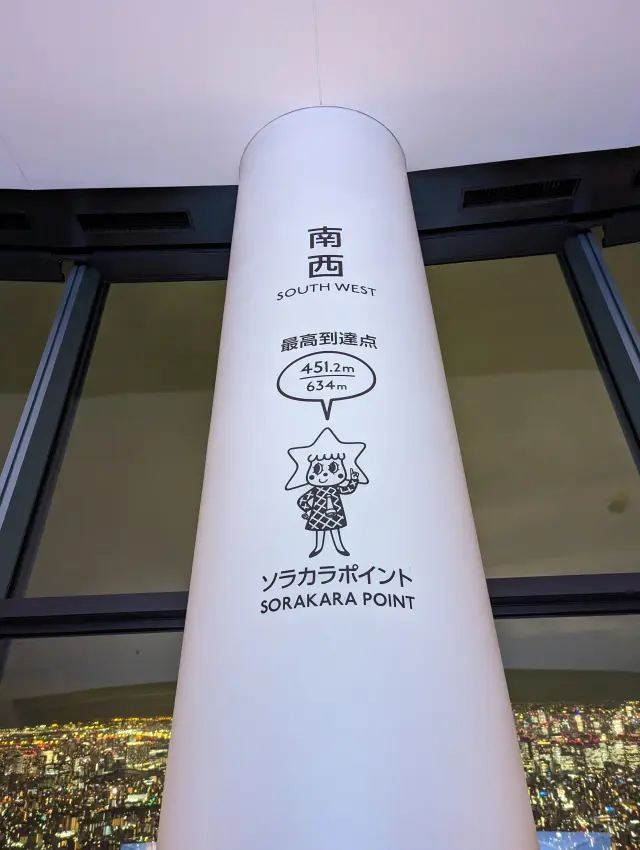 南
西
SOUTH WEST
最高到達点
451.2m
634m
ソラカラポイント
SORAKARA POINT